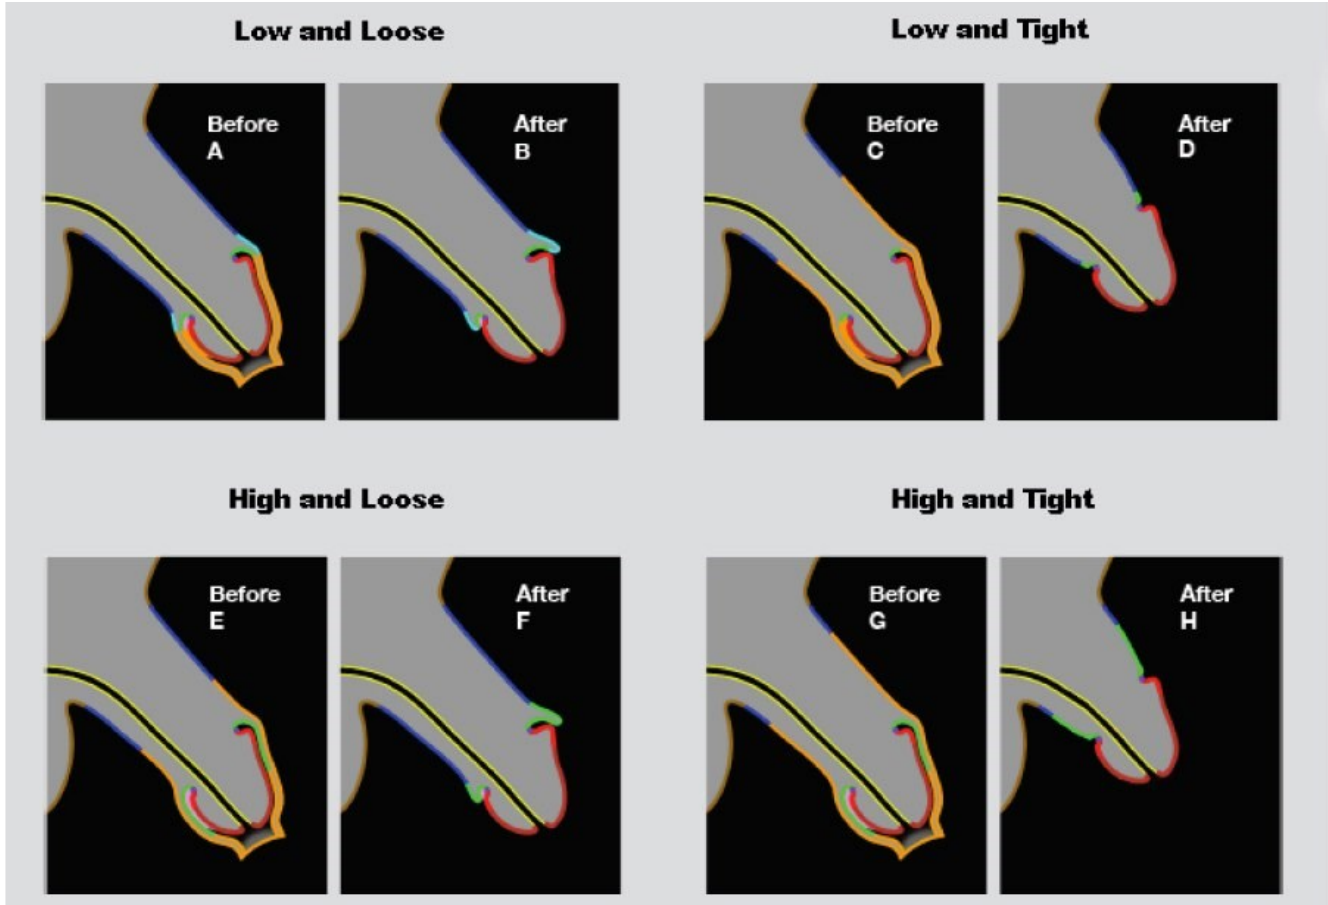 Low and Loose
Low and Tight
Before
A
After
B
Before
C
After
D
High and Loose
High and Tight
Before
E
After
F
Before
G
After
H